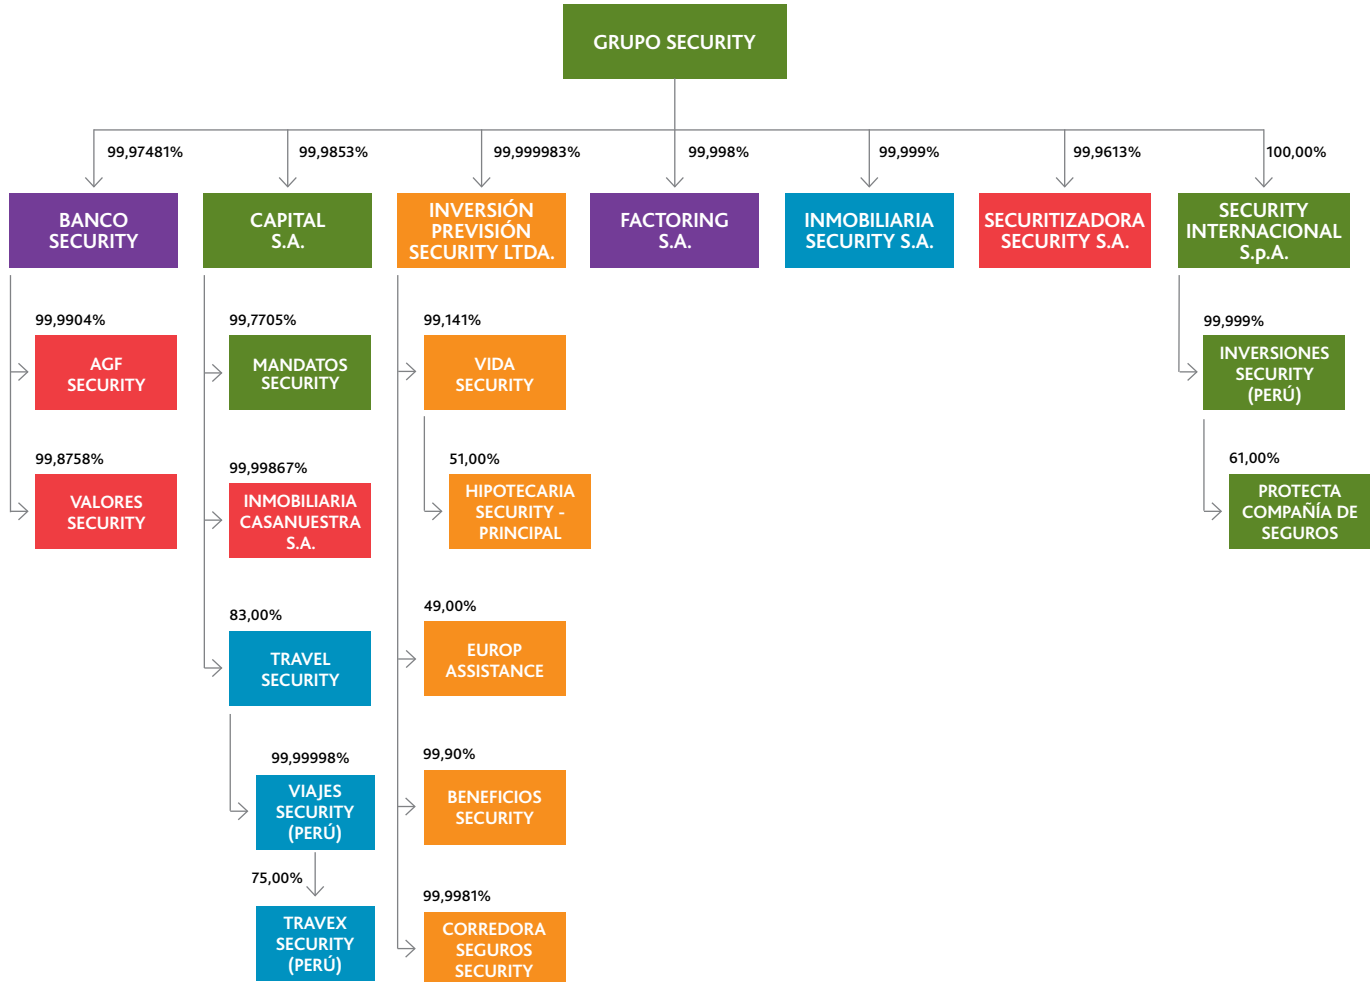 GRUPO SECURITY
99,97481%
99,9853%
99,999983%
99,998%
99,999%
99,9613%
100,00%
BANCO
SECURITY
CAPITAL
S.A.
INVERSIÓN
PREVISIÓN
SECURITY LTDA.
FACTORING
S.A.
INMOBILIARIA
SECURITY S.A.
SECURITIZADORA
SECURITY S.A.
SECURITY
INTERNACIONAL
S.p.A.
99,9904%
AGF
SECURITY
99,8758%
VALORES
SECURITY
99,7705%
MANDATOS
SECURITY
99,99867%
INMOBILIARIA
CASANUESTRA
S.A.
83,00%
TRAVEL
SECURITY
99,99998%
VIAJES
SECURITY
(PERÚ)
75,00%
TRAVEX
SECURITY
(PERÚ)
99,141%
VIDA
SECURITY
51,00%
HIPOTECARIA
SECURITY -
PRINCIPAL
49,00%
EUROP
ASSISTANCE
99,90%
BENEFICIOS
SECURITY
99,9981%
CORREDORA
SEGUROS
SECURITY
99,999%
INVERSIONES
SECURITY
(PERÚ)
61,00%
PROTECTA
COMPAÑÍA DE
SEGUROS